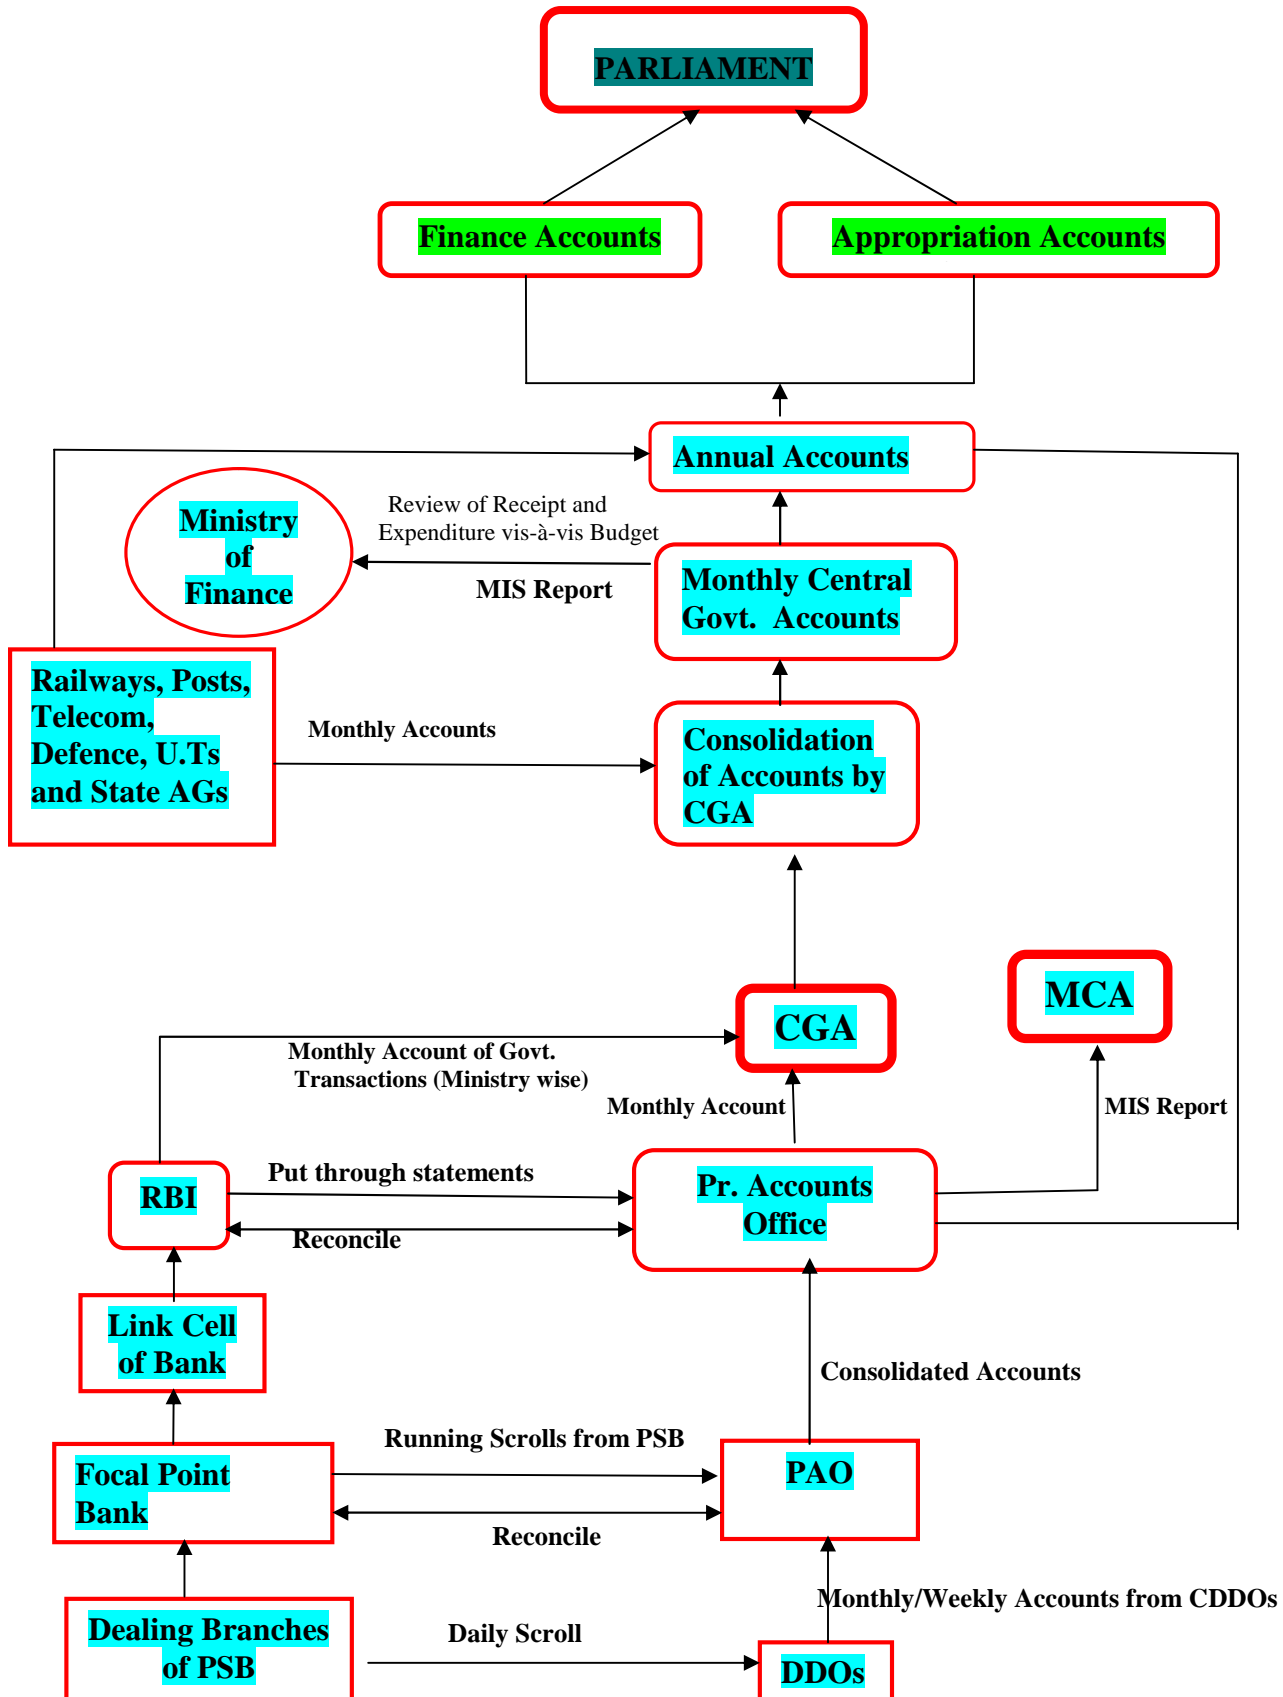 PARLIAMENT
Finance Accounts
Appropriation Accounts
Annual Accounts
Ministry
of
Finance
Review of Receipt and
Expenditure vis-à-vis Budget
MIS Report
Monthly Central
Govt. Accounts
Railways, Posts,
Telecom,
Defence, U.Ts
and State AGs
Monthly Accounts
Consolidation
of Accounts by
CGA
MCA
CGA
Monthly Account of Govt.
Transactions (Ministry wise)
Monthly Account
MIS Report
RBI
Put through statements
Reconcile
Pr. Accounts
Office
Link Cell
of Bank
Consolidated Accounts
Focal Point
Bank
Running Scrolls from PSB
Reconcile
PAO
Monthly/Weekly Accounts from CDDOs
Dealing Branches
of PSB
Daily Scroll
DDOs